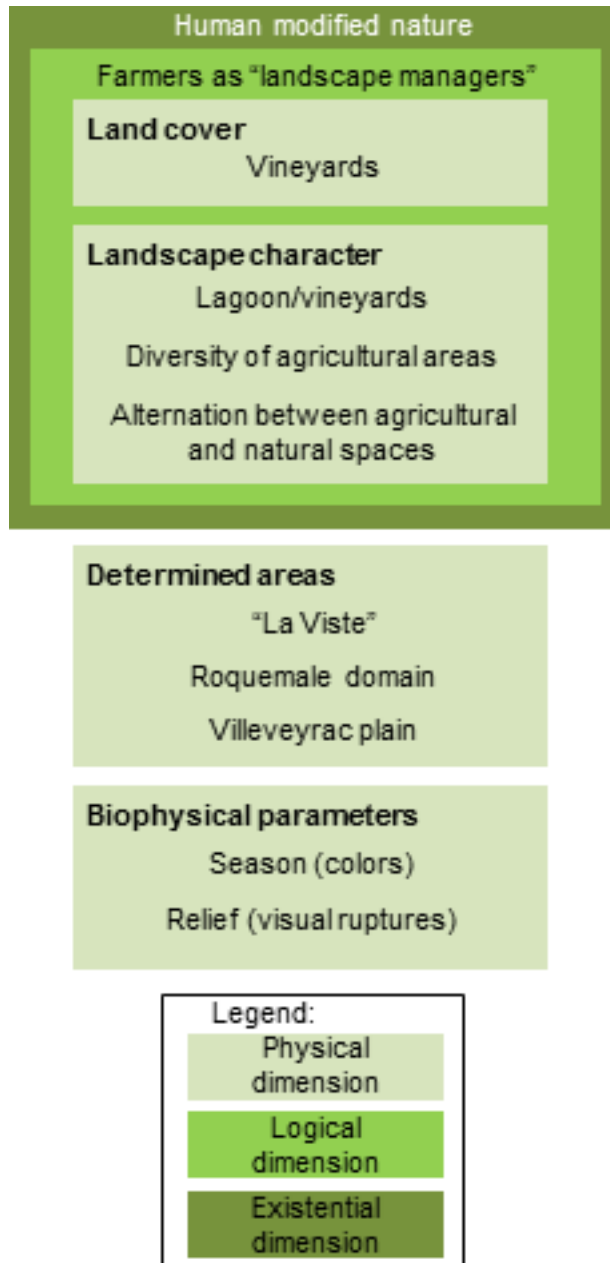 Human modified nature
Farmers as “landscape managers”
Land cover
Vineyards
Landscape character
Lagoon/vineyards
Diversity of agricultural areas
Alternation between agricultural
and natural spaces
Determined areas
“La Viste”
Roquemale domain
Villeveyrac plain
Biophysical parameters
Season (colors)
Relief (visual ruptures)
Legend:
Physical
dimension
Logical
dimension
Existential
dimension